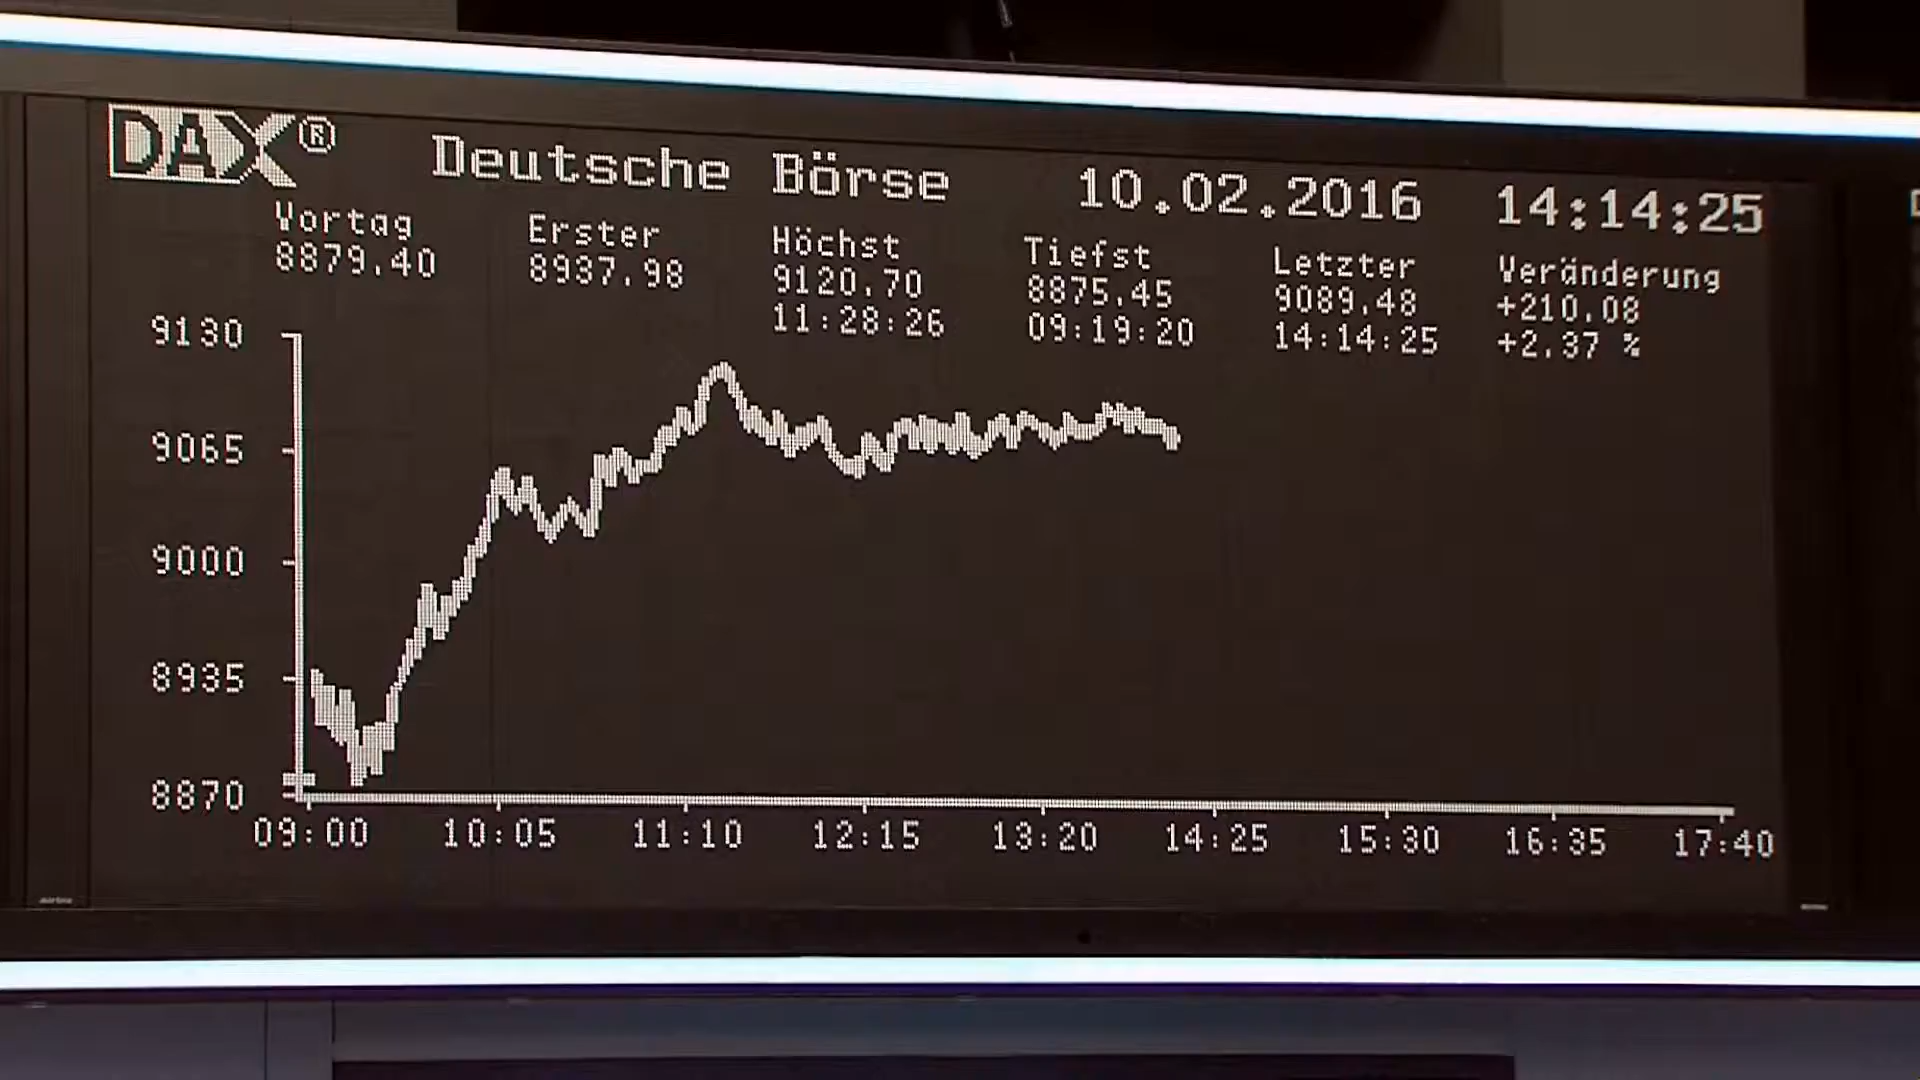 DAX® Deutsche Börse 10.02.2016 14:14:25
Vortag Erster Höchst Tiefst Letzter Veränderung
8879.40 8937.98 9120.70 8875.45 9089.48 +210.08
11:28:26 09:19:20 14:14:25 +2.37 %
9130
9065
9000
8935
8870
09:00 10:05 11:10 12:15 13:20 14:25 15:30 16:35 17:40